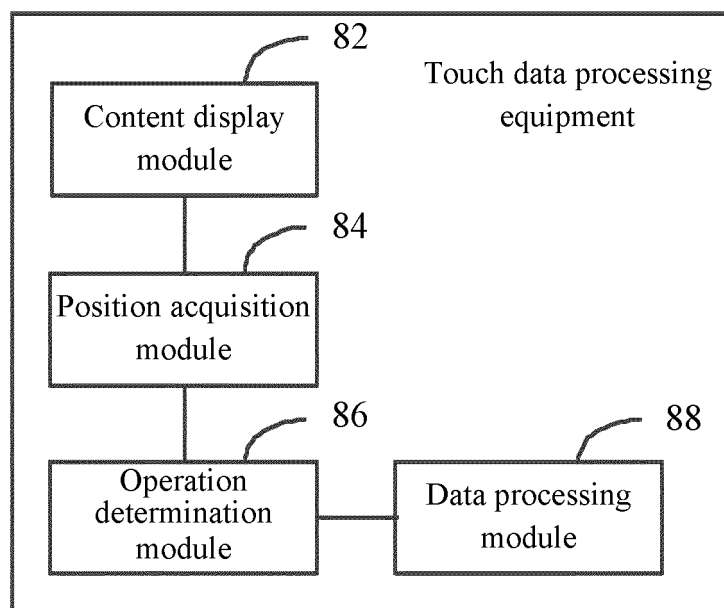 82
Touch data processing
equipment
Content display
module
84
Position acquisition
module
86
Operation
determination
module
88
Data processing
module